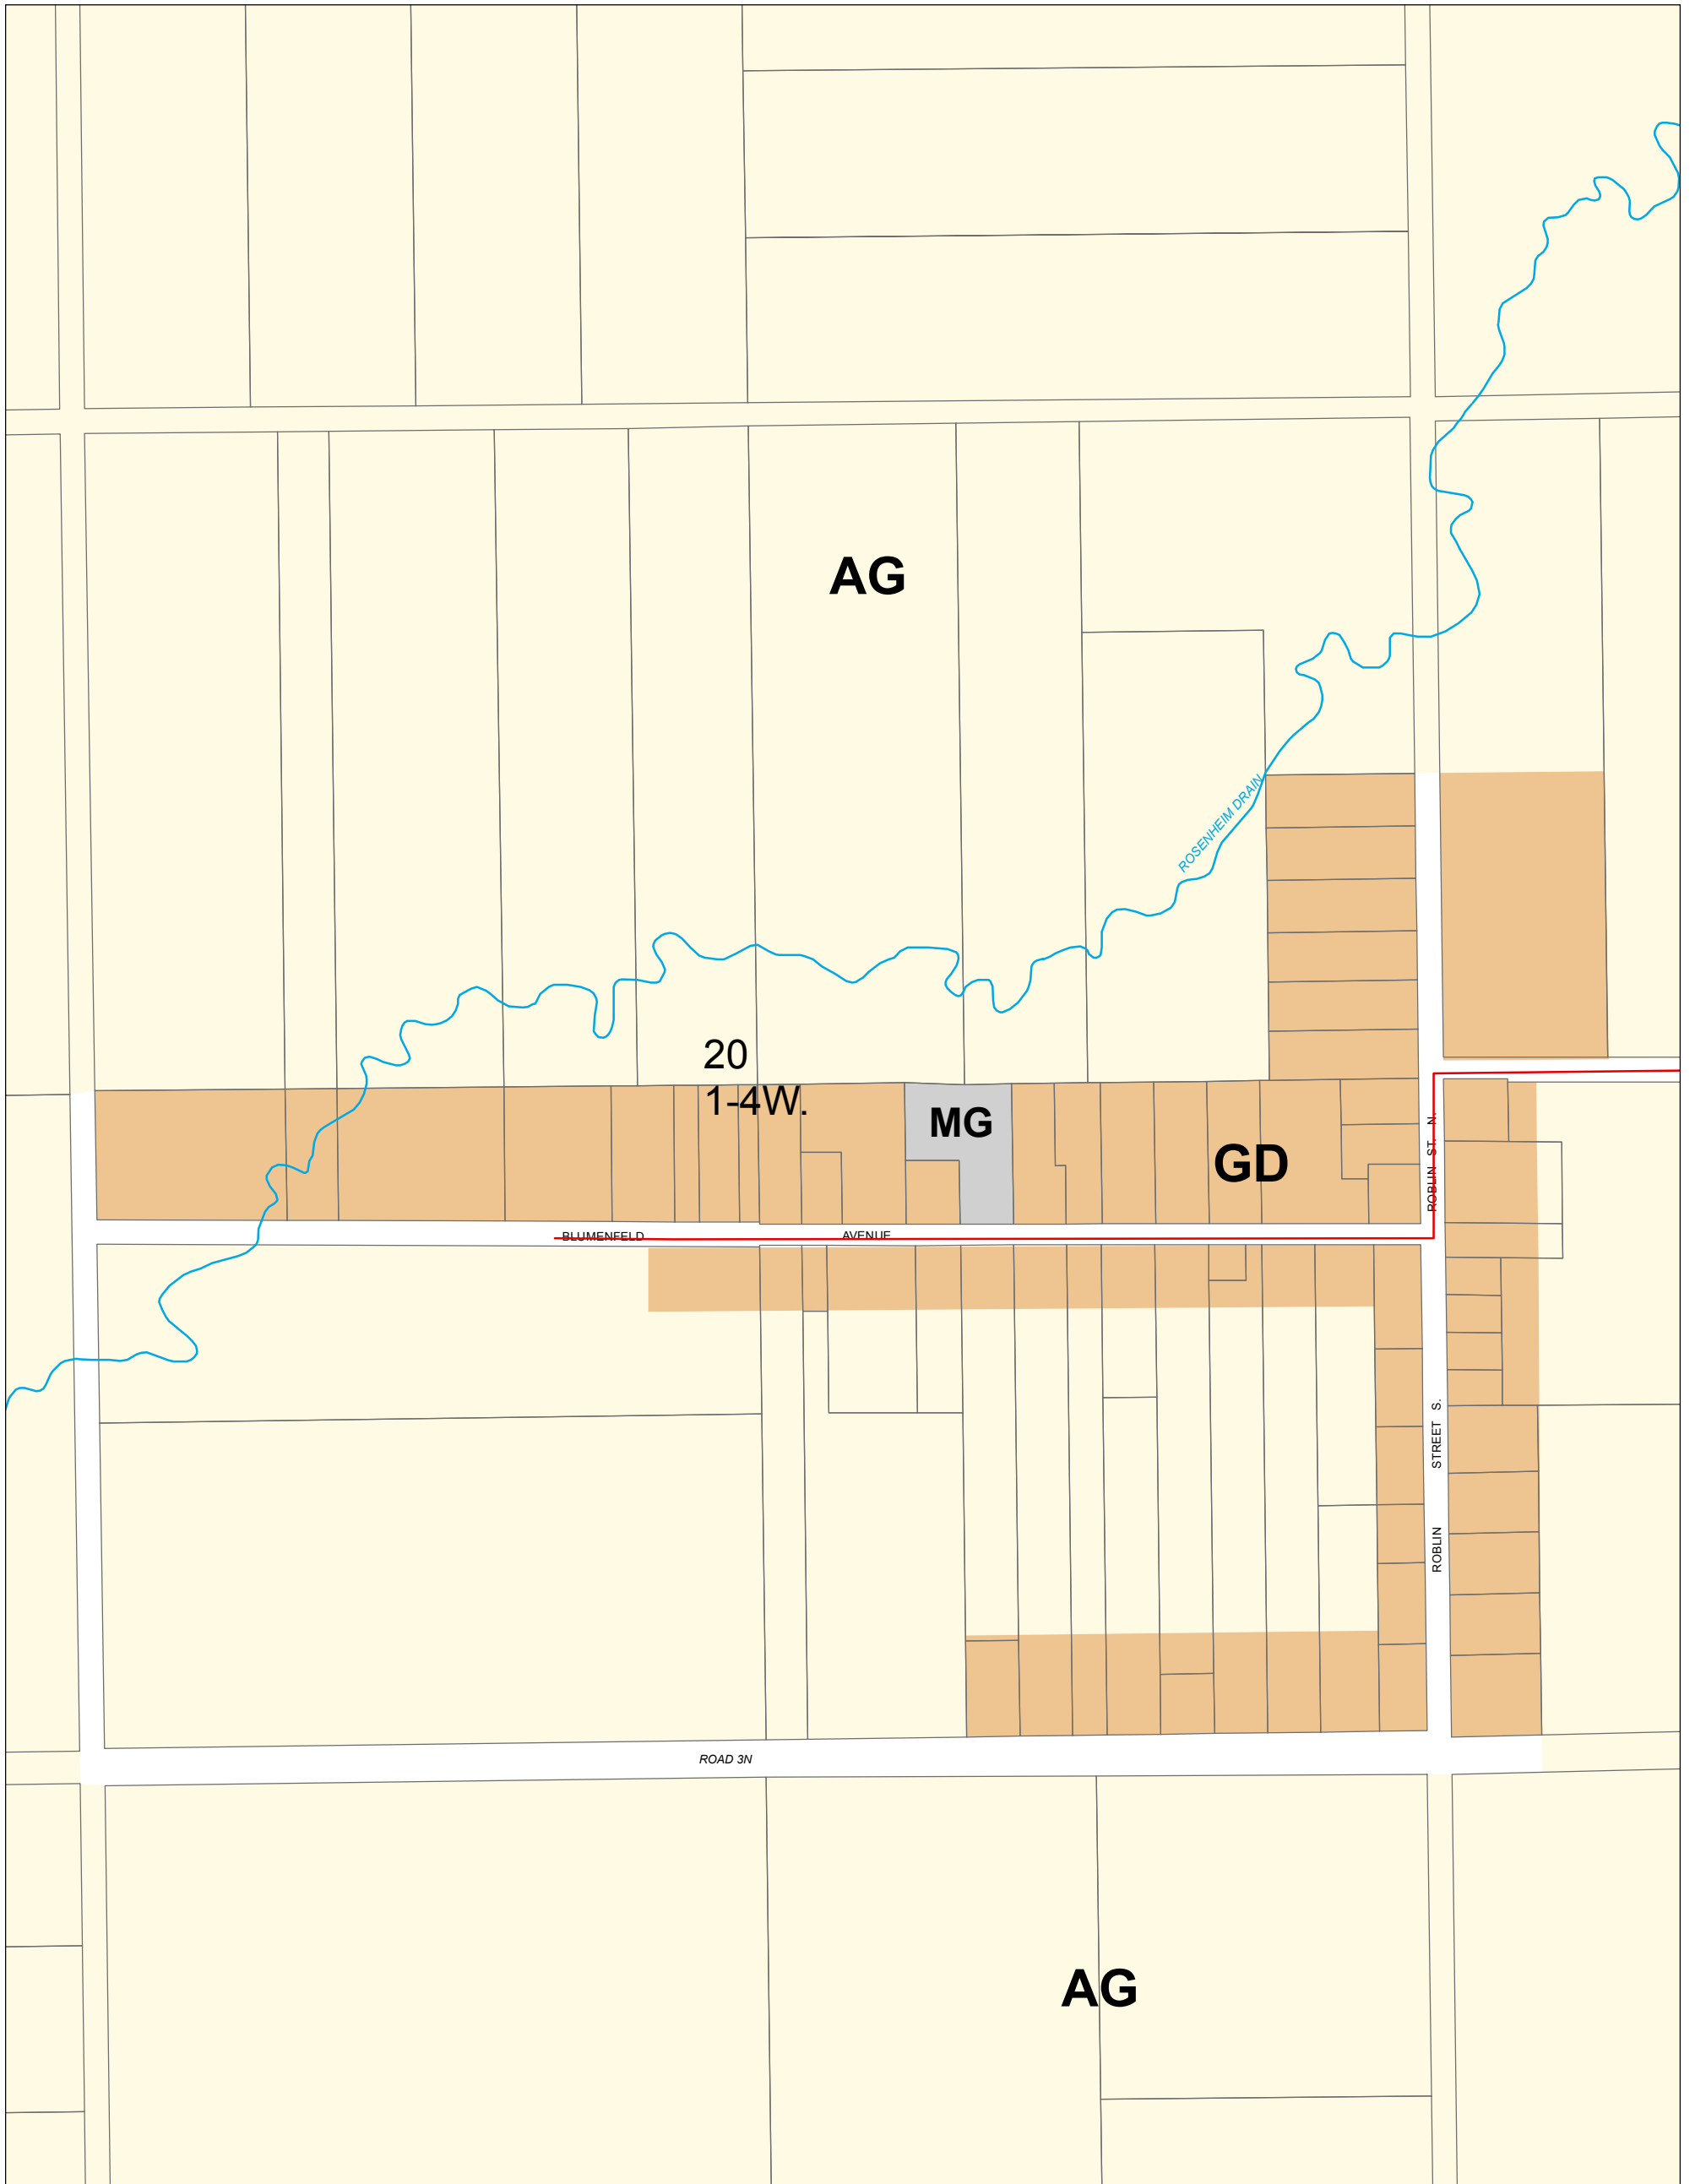 AG
ROSENHEIM DRAIN
20
1-4W.
MG
GD
ROBLIN ST. N.
BLUMENFELD AVENUE
ROBLIN STREET S.
ROAD 3N
AG